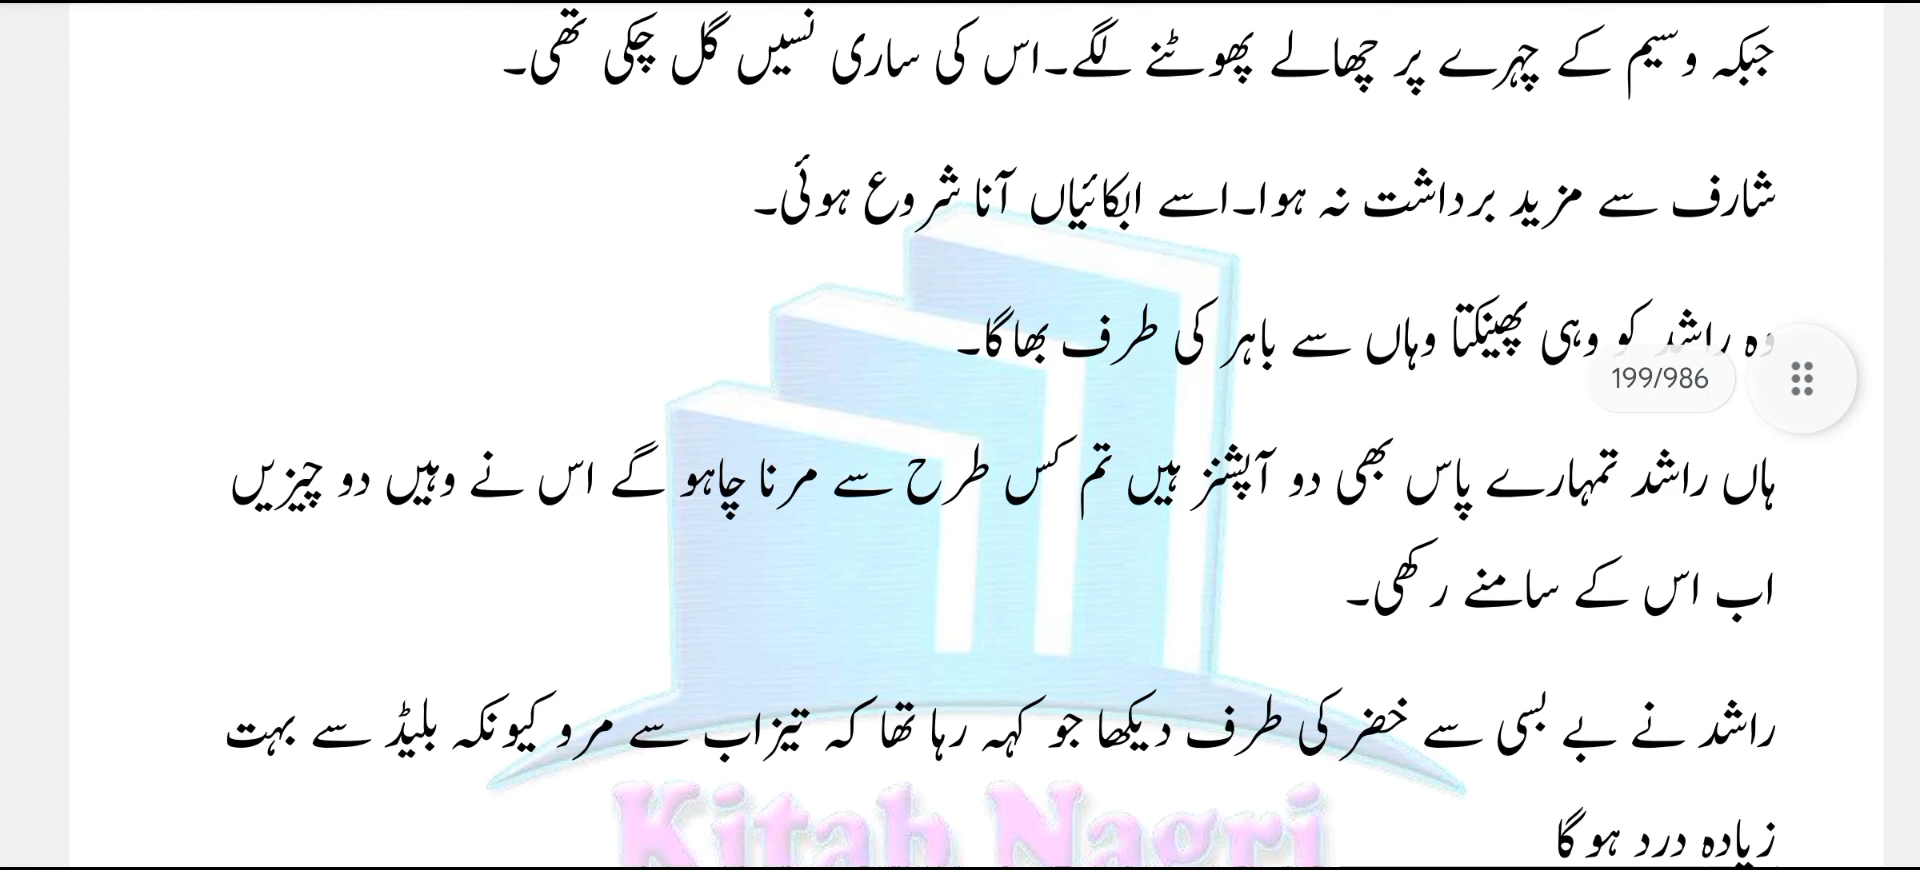 جبکہ وسیم کے چہرے پر چھالے پھوٹنے لگے۔اس کی ساری نسیں گل چکی تھی۔
شارف سے مزید برداشت نہ ہوا۔اسے ابکائیاں آنا شروع ہوئی۔
وہ راشد کو وہی پھینکتا وہاں سے باہر کی طرف بھاگا۔
199/986
ہاں راشد تمہارے پاس بھی دو آپشنز ہیں تم کس طرح سے مرنا چاہو گے اس نے وہیں دو چیزیں
اب اس کے سامنے رکھی۔
راشد نے بے بسی سے خضر کی طرف دیکھا جو کہہ رہا تھا کہ تیزاب سے مرو کیونکہ بلیڈ سے بہت
Kitab Nagri
زیادہ درد ہو گا